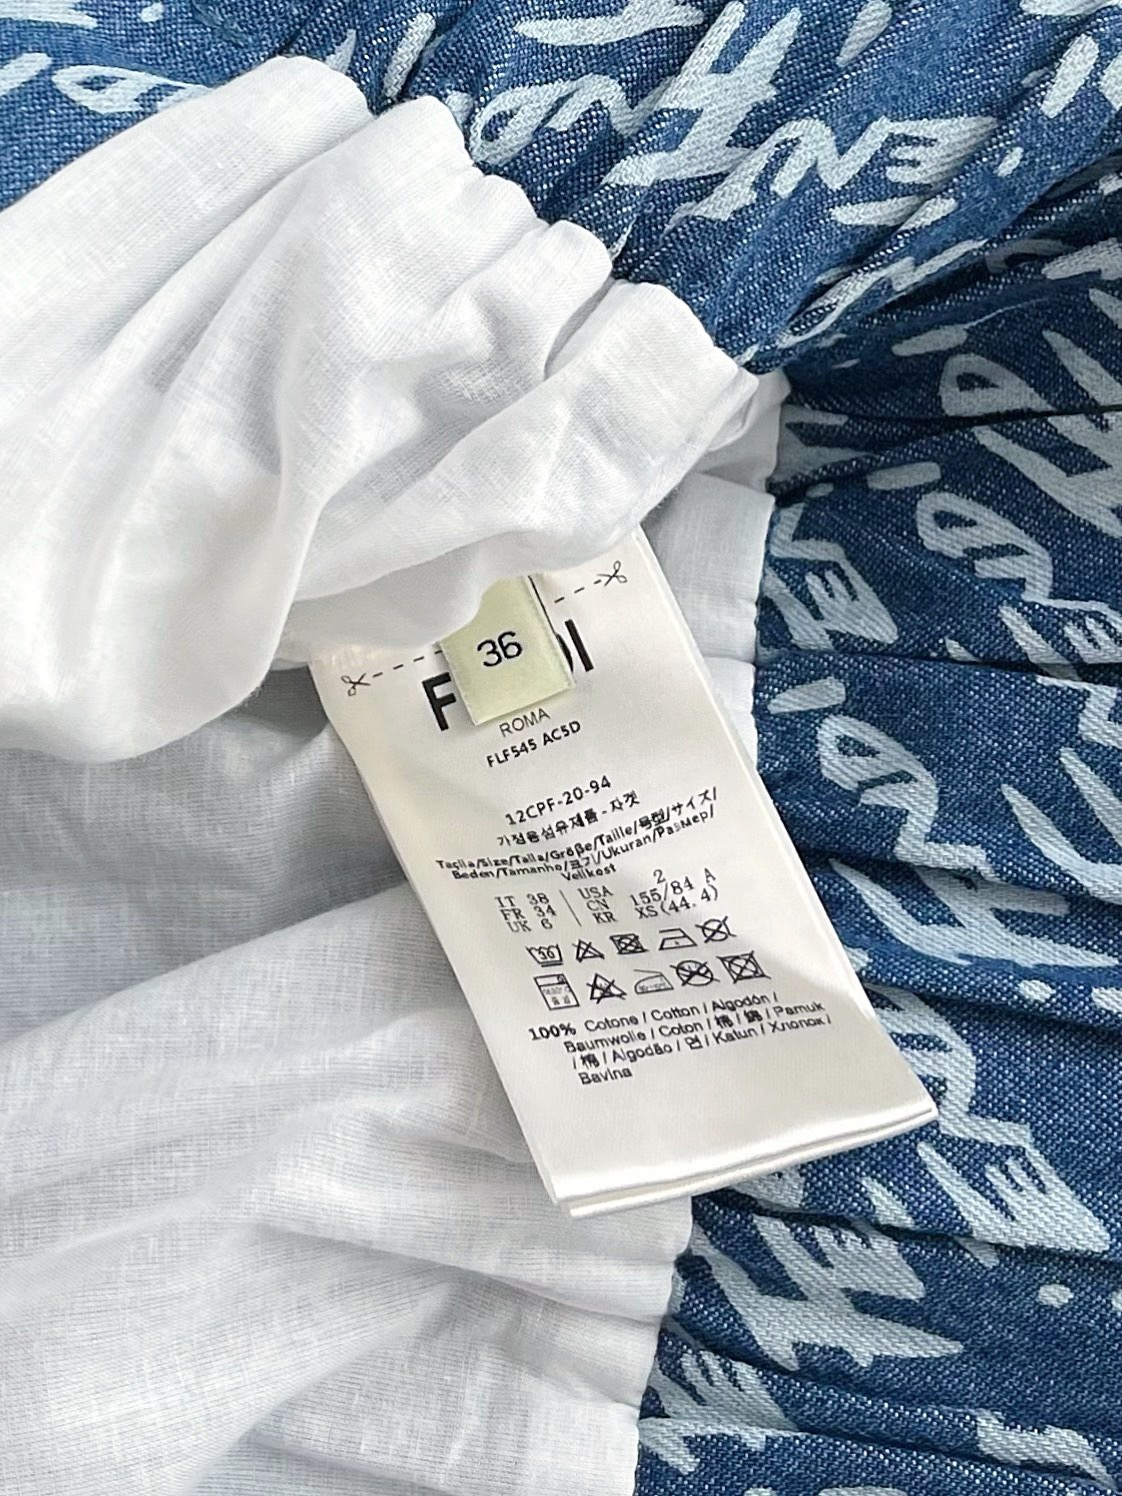 36
F DI
ROMA
FLF545 AC5D
12CPF-20-94
가정용섬유제품 - 자켓
Taglia/Size/Talla/Größe/Taille/号型/サイズ/
Beden/Tamanho/크기/Ukuran/Размер/
Velikost
IT 38 USA 2
FR 34 CN 155/84 A
UK 6 KR XS(44.4)
30
100% Cotone / Cotton / Algodón /
Baumwolle / Coton / 棉 / 綿 / Pamuk
/ 棉 / Algodão / 면 / Katun / Хлопок /
Bavlna